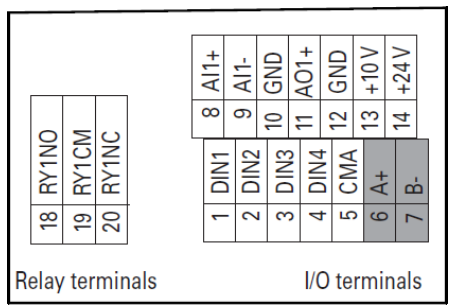 8 AI1+
9 AI1-
10 GND
11 AO1+
12 GND
13 +10V
14 +24V
18 RY1NO
19 RY1CM
20 RY1NC
1 DIN1
2 DIN2
3 DIN3
4 DIN4
5 CMA
6 A+
7 B-
Relay terminals
I/O terminals